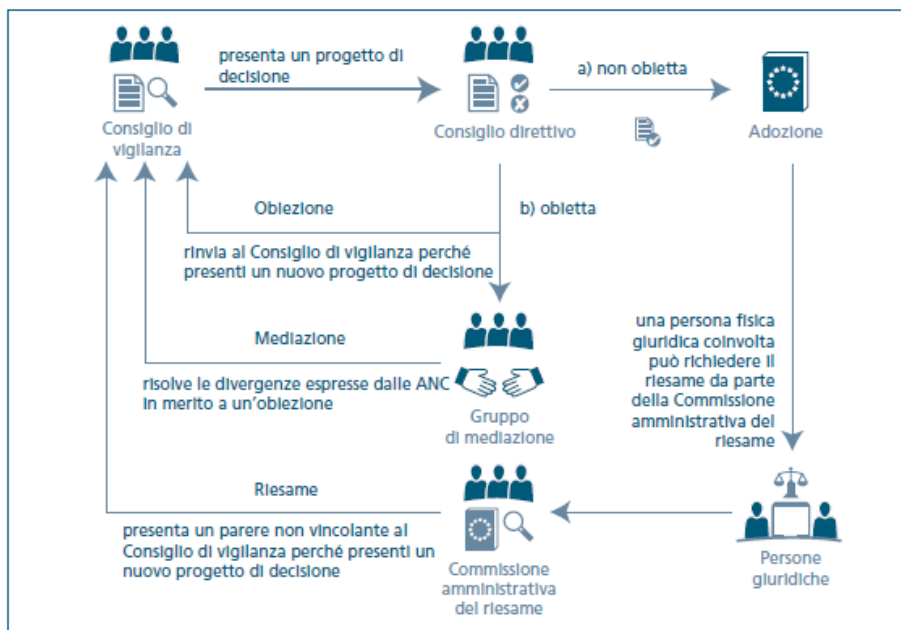 presenta un progetto di
decisione
a) non obietta
Consiglio di
vigilanza
Consiglio direttivo
Adozione
Obiezione
b) obietta
rinvia al Consiglio di vigilanza perché
presenti un nuovo progetto di decisione
Mediazione
risolve le divergenze espresse dalle ANC
in merito a un'obiezione
Gruppo
di mediazione
una persona fisica
giuridica coinvolta
può richiedere il
riesame da parte
della Commissione
amministrativa del
riesame
Riesame
presenta un parere non vincolante al
Consiglio di vigilanza perché presenti un
nuovo progetto di decisione
Commissione
amministrativa
del riesame
Persone
giuridiche